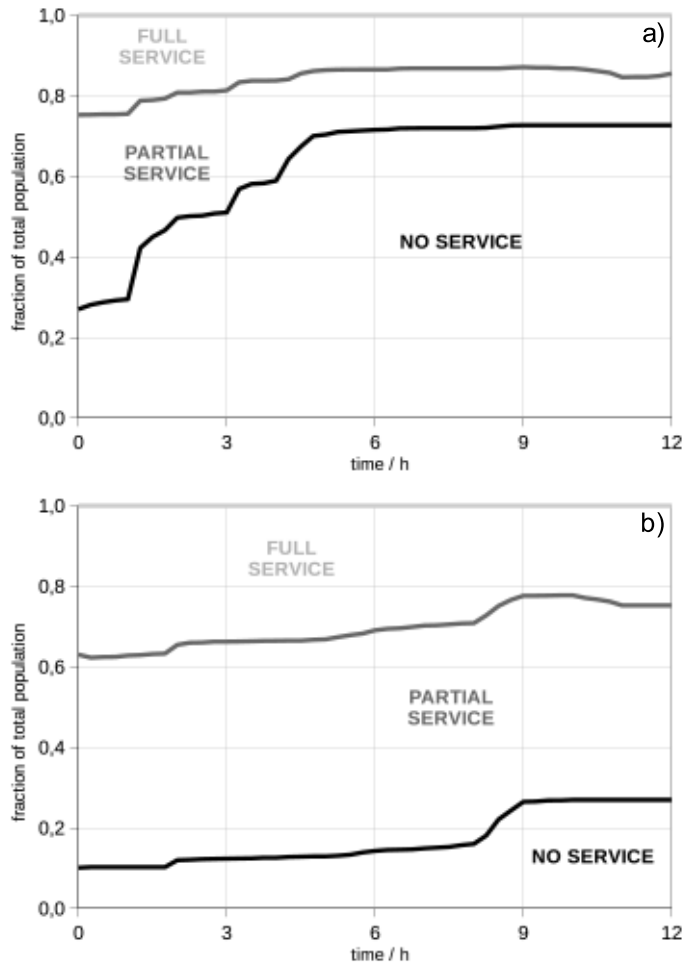 a)
1,0
FULL
SERVICE
0,8
PARTIAL
SERVICE
0,6
NO SERVICE
0,4
0,2
0,0
fraction of total population
0 3 6 9 12
time / h
b)
1,0
FULL
SERVICE
0,8
0,6
PARTIAL
SERVICE
0,4
0,2
NO SERVICE
0,0
fraction of total population
0 3 6 9 12
time / h